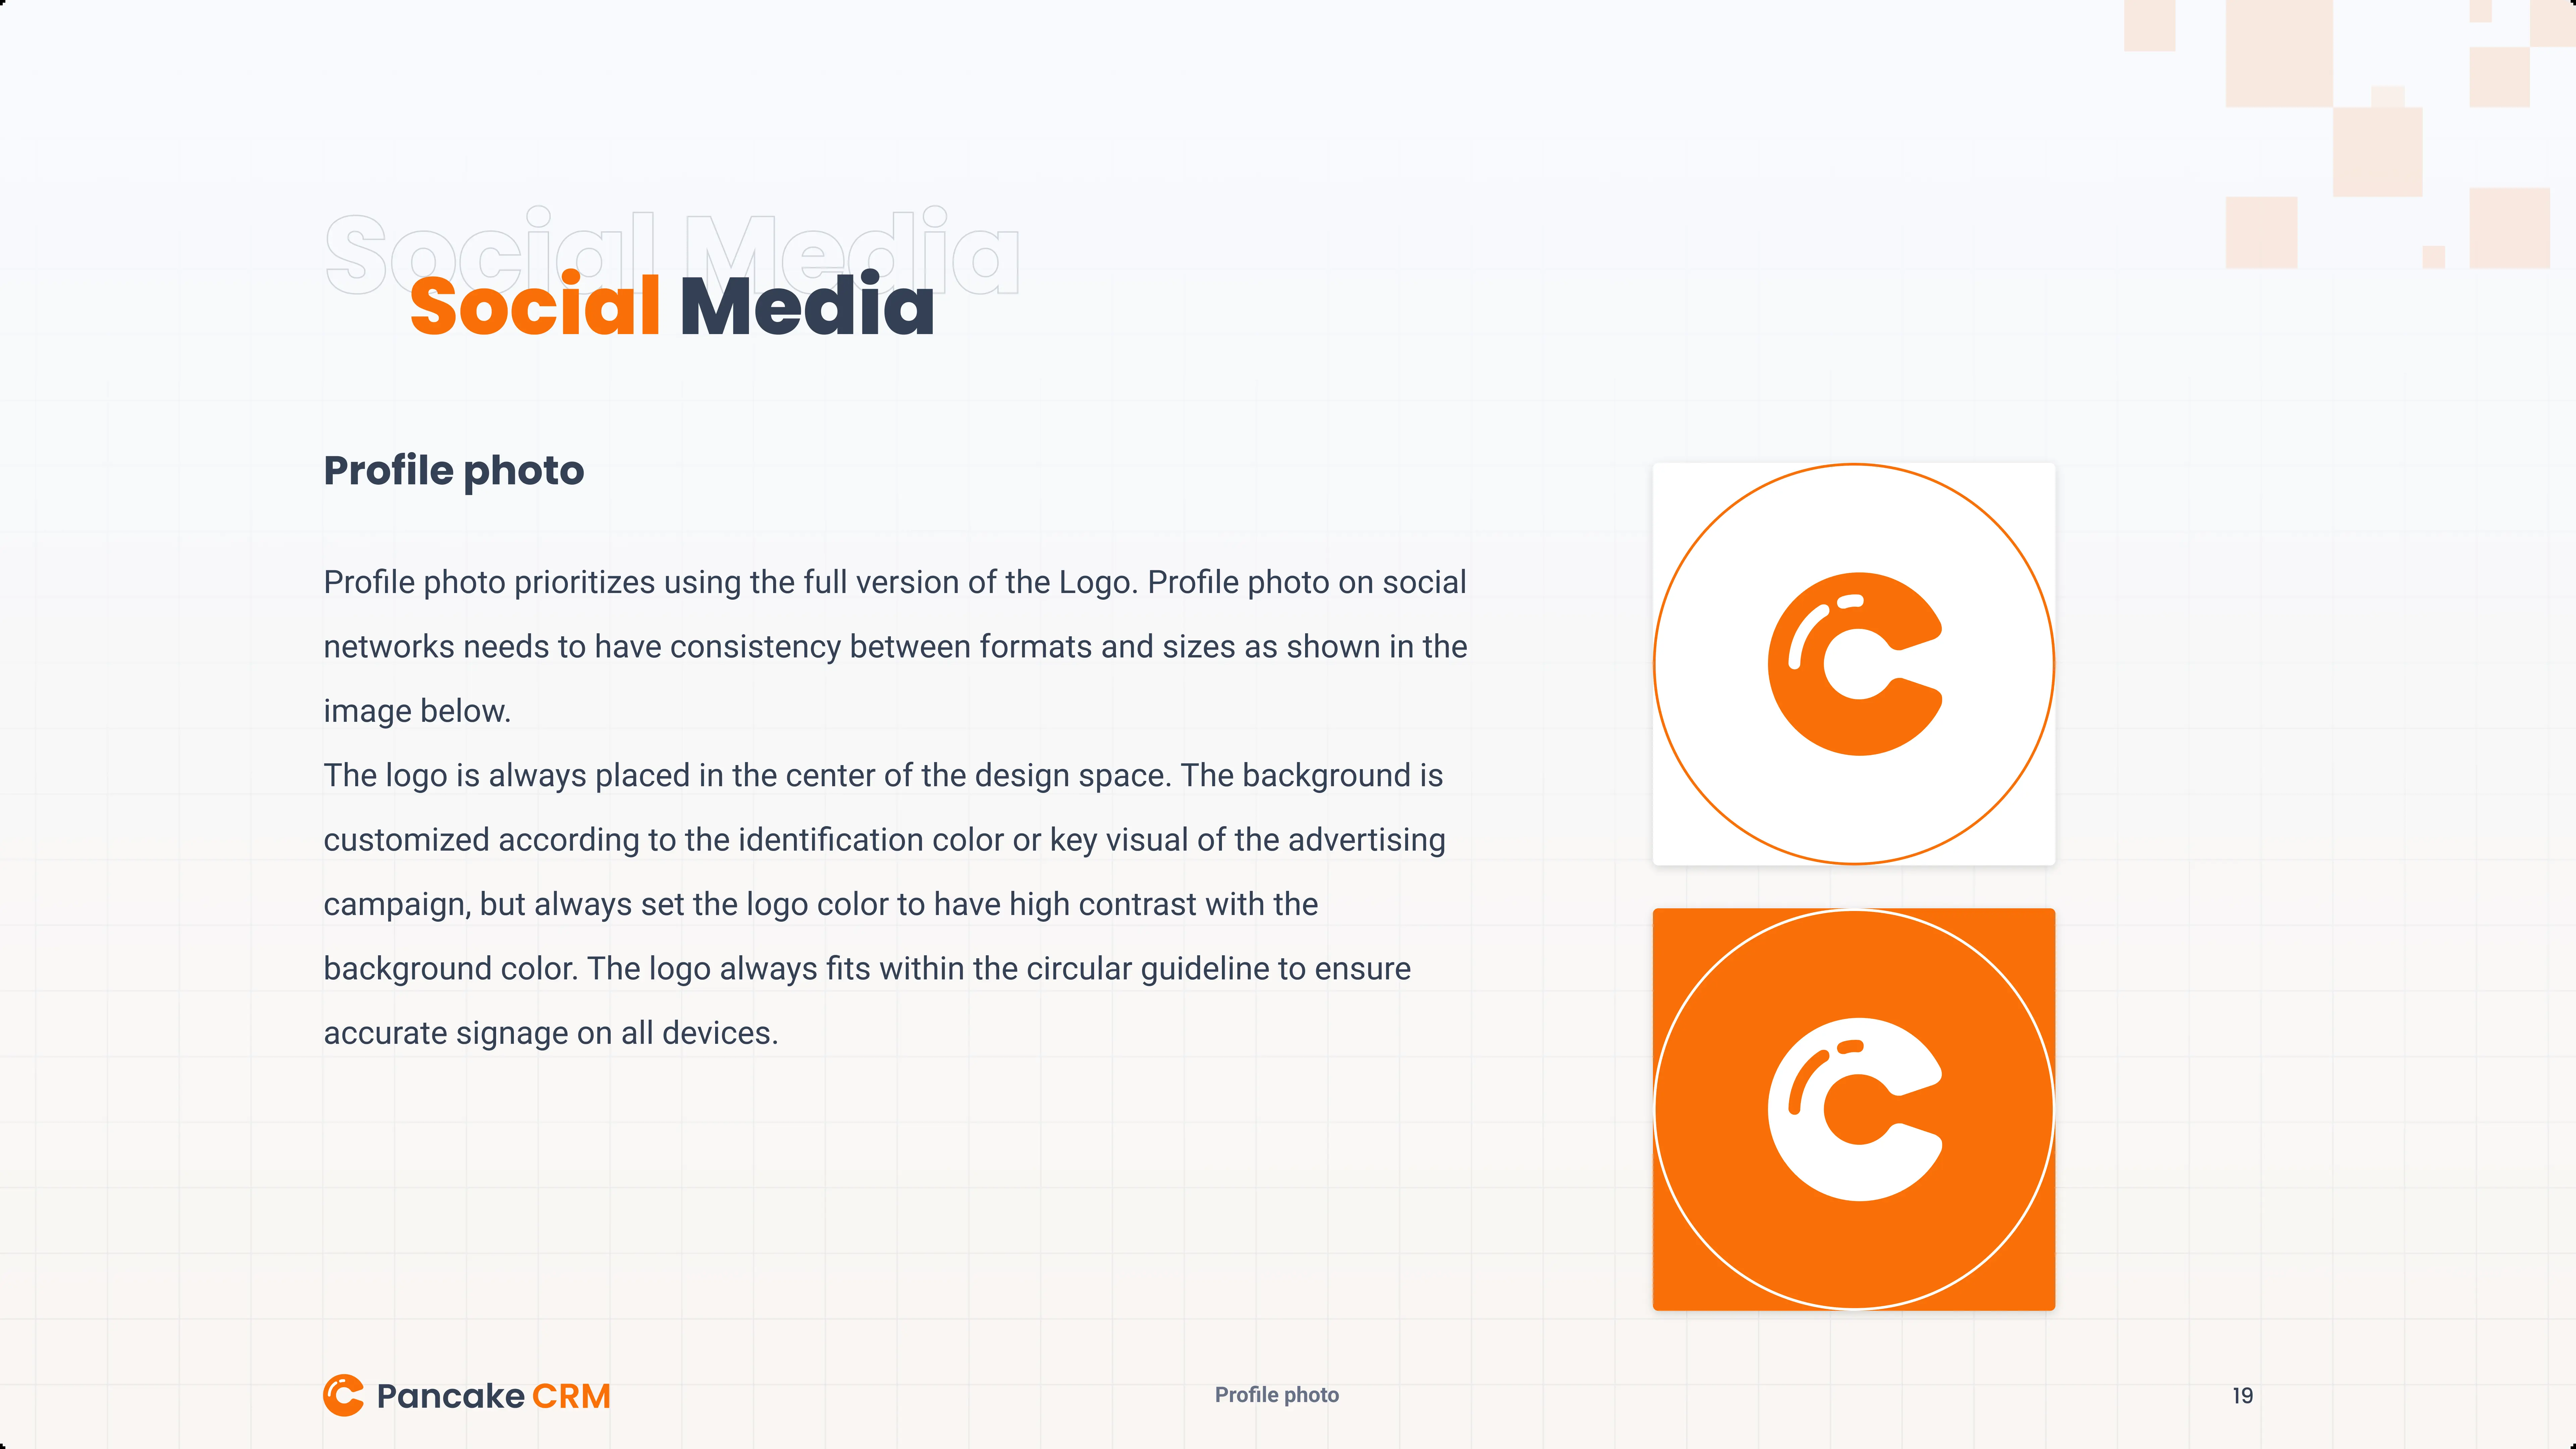 Social Media
Social Media
Profile photo
Profile photo prioritizes using the full version of the Logo. Profile photo on social
networks needs to have consistency between formats and sizes as shown in the
image below.
The logo is always placed in the center of the design space. The background is
customized according to the identification color or key visual of the advertising
campaign, but always set the logo color to have high contrast with the
background color. The logo always fits within the circular guideline to ensure
accurate signage on all devices.
Pancake CRM
Profile photo
19